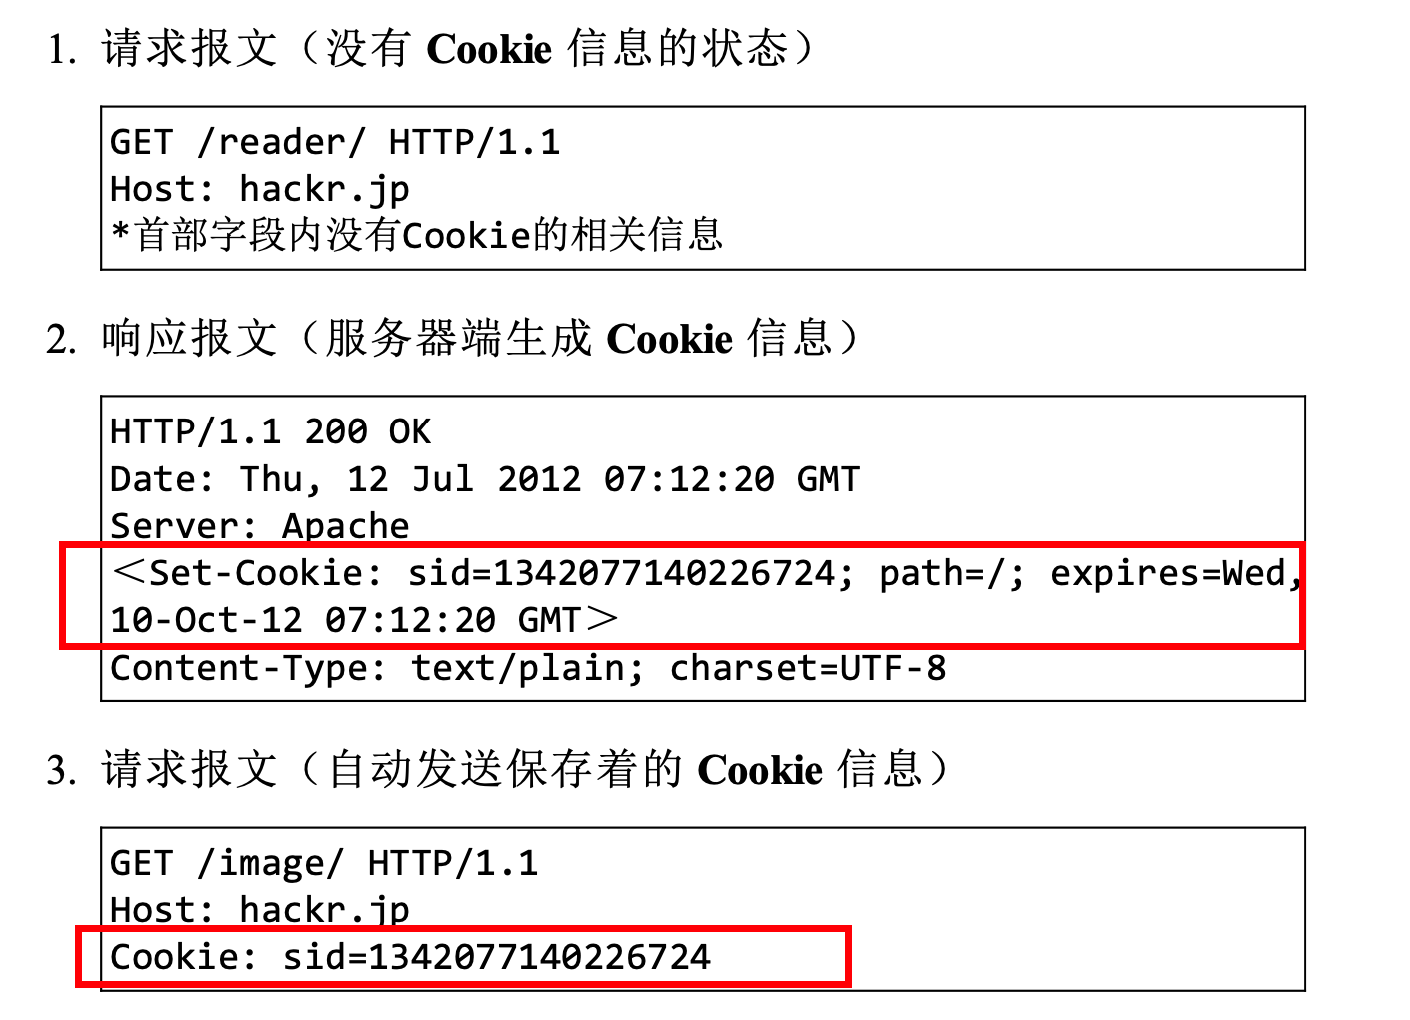 1. 请求报文（没有 Cookie 信息的状态）
GET /reader/ HTTP/1.1
Host: hackr.jp
*首部字段内没有Cookie的相关信息
2. 响应报文（服务器端生成 Cookie 信息）
HTTP/1.1 200 OK
Date: Thu, 12 Jul 2012 07:12:20 GMT
Server: Apache
＜Set-Cookie: sid=1342077140226724; path=/; expires=Wed,
10-Oct-12 07:12:20 GMT＞
Content-Type: text/plain; charset=UTF-8
3. 请求报文（自动发送保存着的 Cookie 信息）
GET /image/ HTTP/1.1
Host: hackr.jp
Cookie: sid=1342077140226724